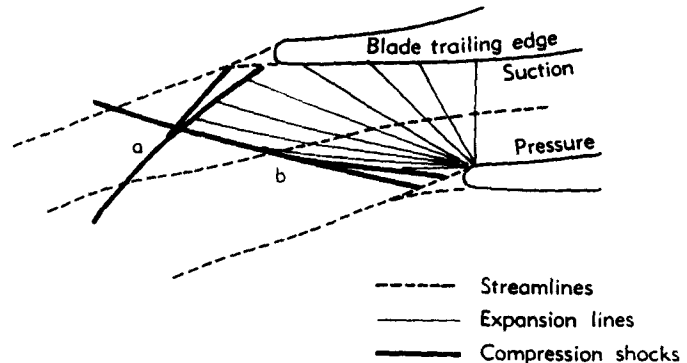 Blade trailing edge
Suction
Pressure
a
b
Streamlines
Expansion lines
Compression shocks